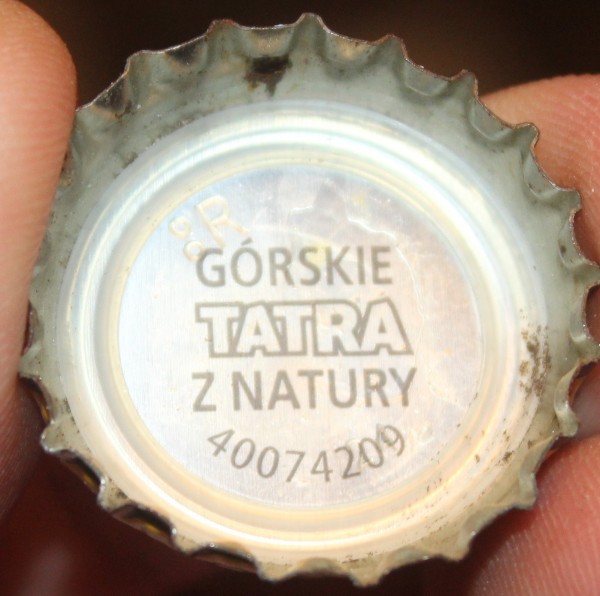 GÓRSKIE
TATRA
Z NATURY
40074209